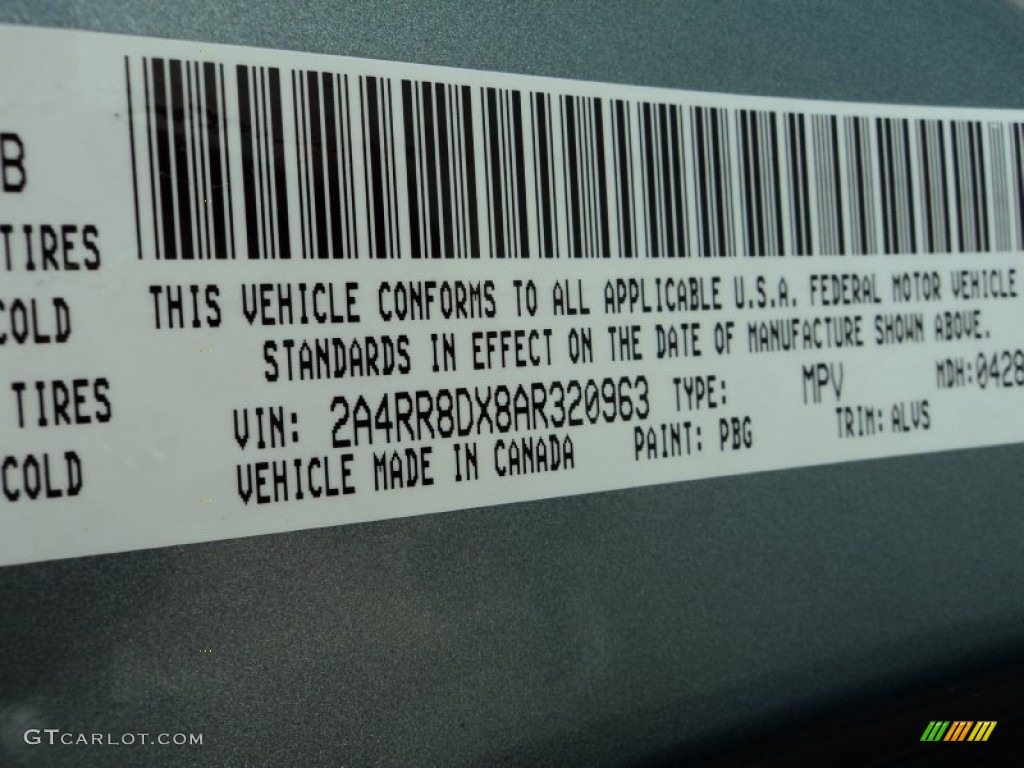 B
TIRES
COLD
TIRES
COLD
THIS VEHICLE CONFORMS TO ALL APPLICABLE U.S.A. FEDERAL MOTOR VEHICLE
STANDARDS IN EFFECT ON THE DATE OF MANUFACTURE SHOWN ABOVE.
VIN: 2A4RR8DX8AR320963 TYPE: MPV MDH:0428
VEHICLE MADE IN CANADA PAINT: PBG TRIM: ALVS
GTCARLOT.COM